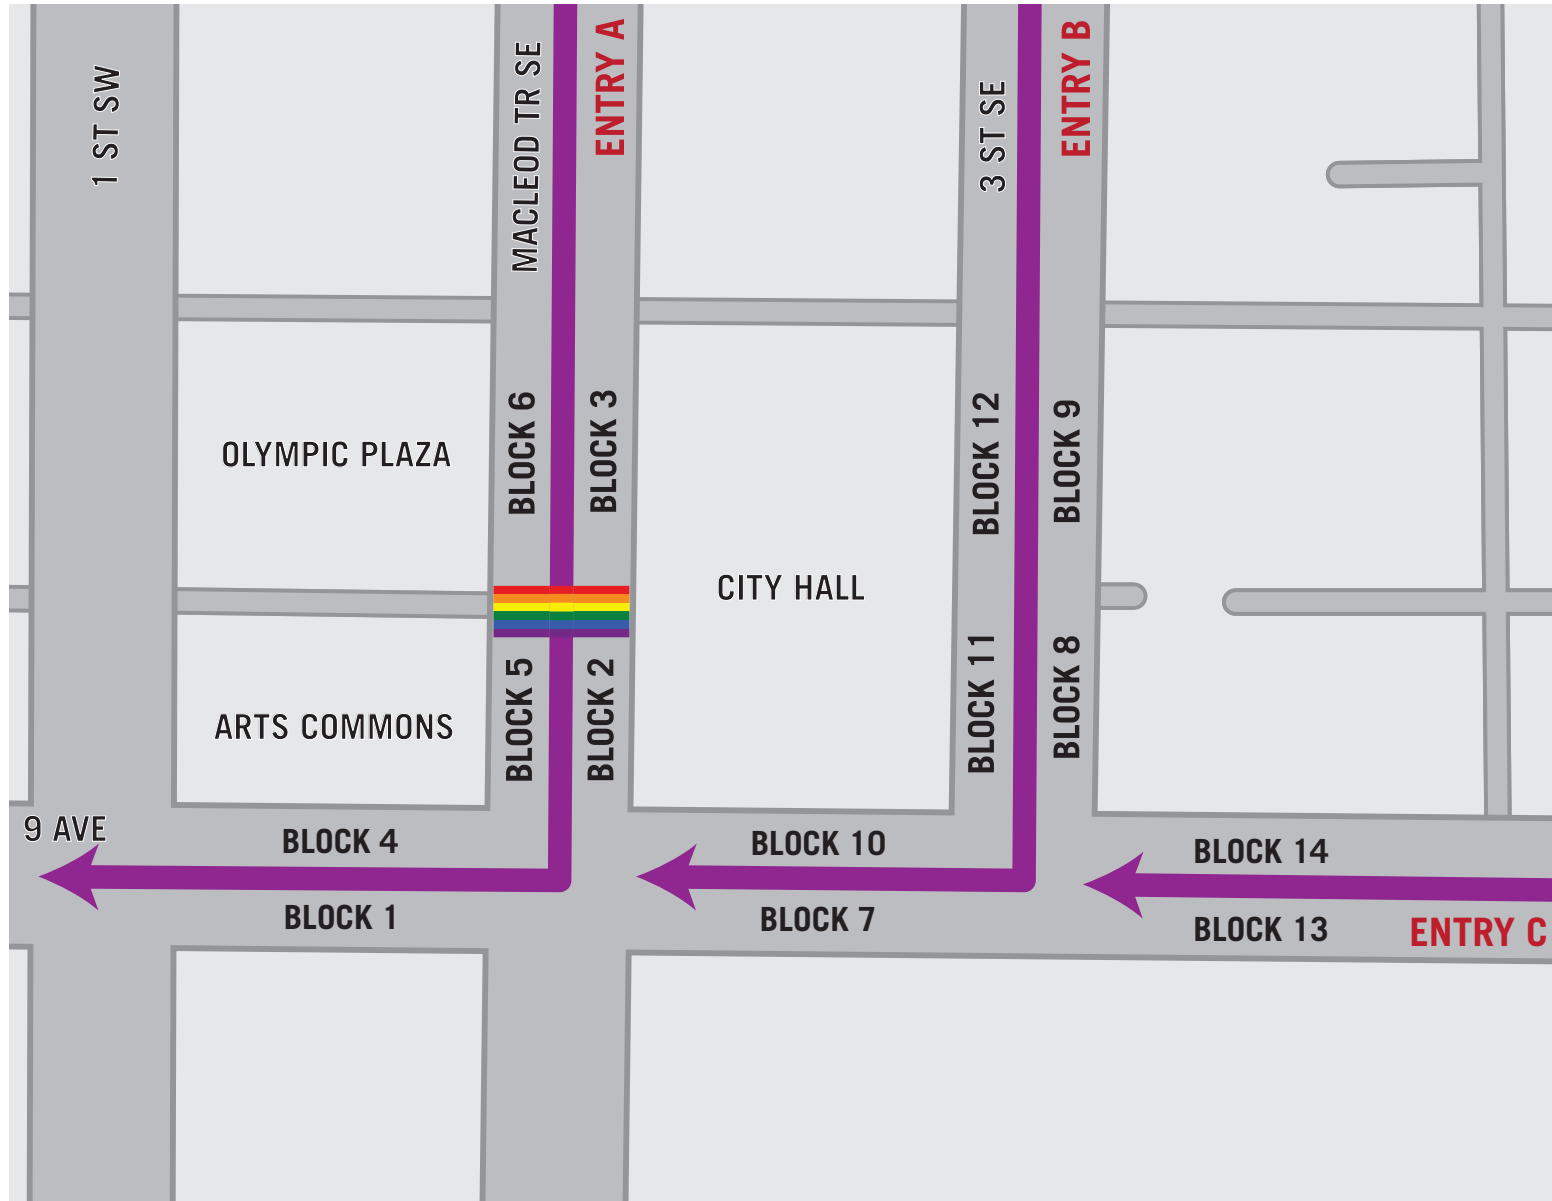 1 ST SW
MACLEOD TR SE
ENTRY A
3 ST SE
ENTRY B
BLOCK 6
BLOCK 3
BLOCK 12
BLOCK 9
OLYMPIC PLAZA
CITY HALL
BLOCK 5
BLOCK 2
BLOCK 11
BLOCK 8
ARTS COMMONS
9 AVE
BLOCK 4
BLOCK 10
BLOCK 14
BLOCK 1
BLOCK 7
BLOCK 13
ENTRY C